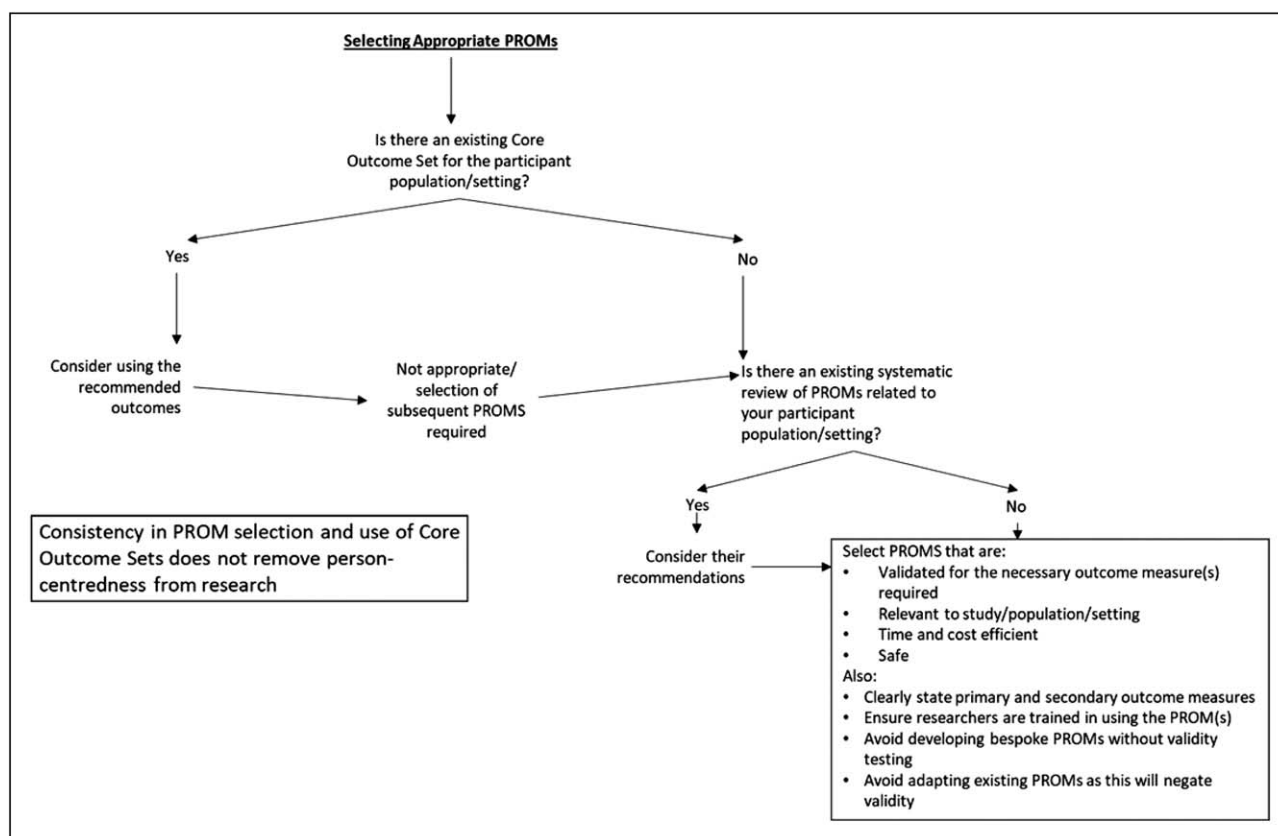 Selecting Appropriate PROMs
Is there an existing Core
Outcome Set for the participant
population/setting?
Yes
No
Consider using the
recommended
outcomes
Not appropriate/
selection of
subsequent PROMS
required
Is there an existing systematic
review of PROMs related to
your participant
population/setting?
Yes
No
Consistency in PROM selection and use of Core
Outcome Sets does not remove person-
centredness from research
Consider their
recommendations
Select PROMS that are:
• Validated for the necessary outcome measure(s)
required
• Relevant to study/population/setting
• Time and cost efficient
• Safe
Also:
• Clearly state primary and secondary outcome measures
• Ensure researchers are trained in using the PROM(s)
• Avoid developing bespoke PROMs without validity
testing
• Avoid adapting existing PROMs as this will negate
validity